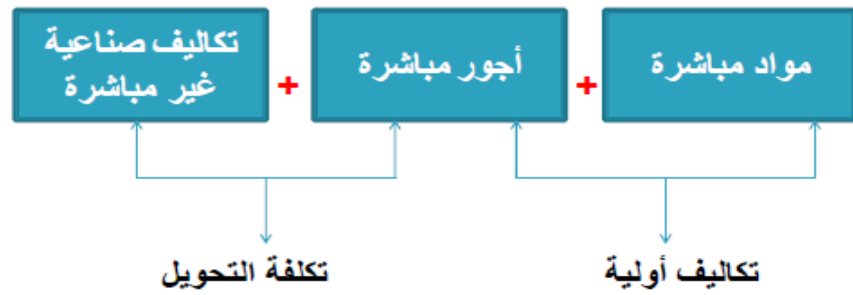 مواد مباشرة
+
أجور مباشرة
+
تكاليف صناعية
غير مباشرة
تكاليف أولية
تكلفة التحويل